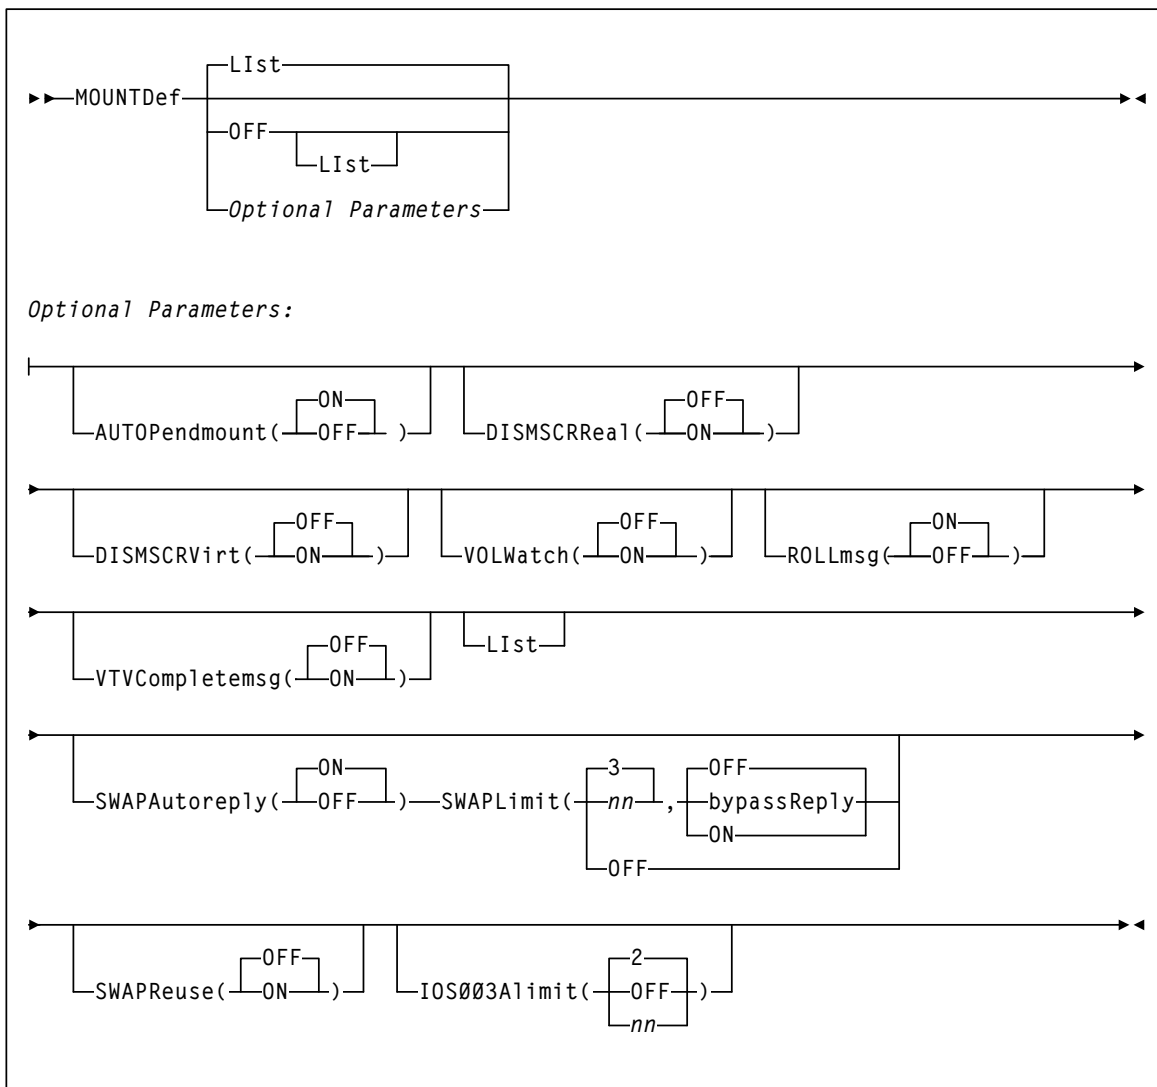 LIst
MOUNTDef
OFF
LIst
Optional Parameters
Optional Parameters:
ON OFF
AUTOPendmount( OFF ) DISMSCRReal( ON )
OFF OFF ON
DISMSCRVirt( ON ) VOLWatch( ON ) ROLLmsg( OFF )
OFF LIst
VTVCompletemsg( ON )
ON 3 OFF
SWAPAutoreply( OFF ) SWAPLimit( nn , bypassReply )
ON
OFF
OFF 2
SWAPReuse( ON ) IOSØØ3Alimit( OFF )
nn